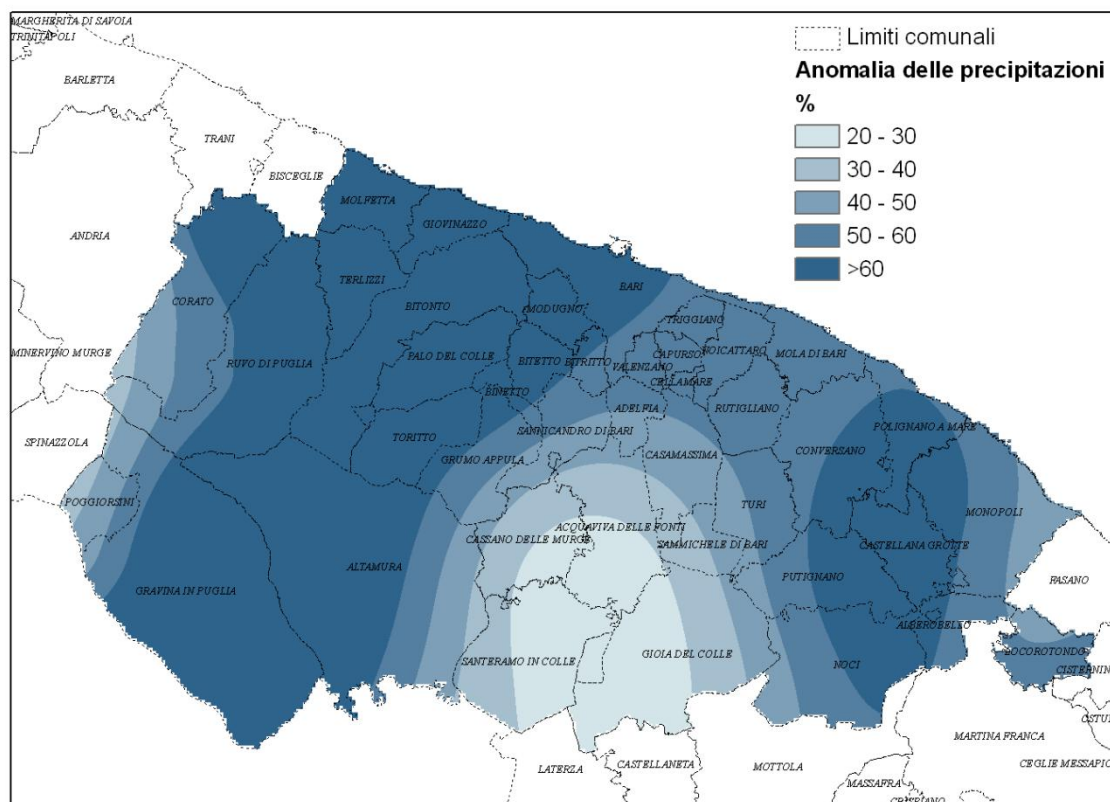 MARGHERITA DI SAVOIA
TRINITAPOLI
BARLETTA
TRANI
BISCEGLIE
ANDRIA
MOLFETTA
GIOVINAZZO
CORATO
TERLIZZI
BITONTO
MODUGNO
BARI
TRIGGIANO
MINERVINO MURGE
RUVO DI PUGLIA
PALO DEL COLLE
BITETTO
BITRITTO
VALENZANO
CAPURSO
NOICATTARO
MOLA DI BARI
CELLAMARE
BINETTO
ADELFIA
RUTIGLIANO
SPINAZZOLA
TORITTO
SANNICANDRO DI BARI
POLIGNANO A MARE
GRUMO APPULA
CASAMASSIMA
CONVERSANO
POGGIORSINI
TURI
MONOPOLI
ACQUAVIVA DELLE FONTI
CASSANO DELLE MURGE
SAMMICHELE DI BARI
CASTELLANA GROTTE
ALTAMURA
PUTIGNANO
FASANO
GRAVINA IN PUGLIA
ALBEROBELLO
SANTERAMO IN COLLE
GIOIA DEL COLLE
NOCI
LOCOROTONDO
CISTERNIN
OSTUN
MARTINA FRANCA
CEGLIE MESSAPIC
LATERZA
CASTELLANETA
MOTTOLA
MASSAFRA
CRISPIANO
Limiti comunali
Anomalia delle precipitazioni
%
20 - 30
30 - 40
40 - 50
50 - 60
>60